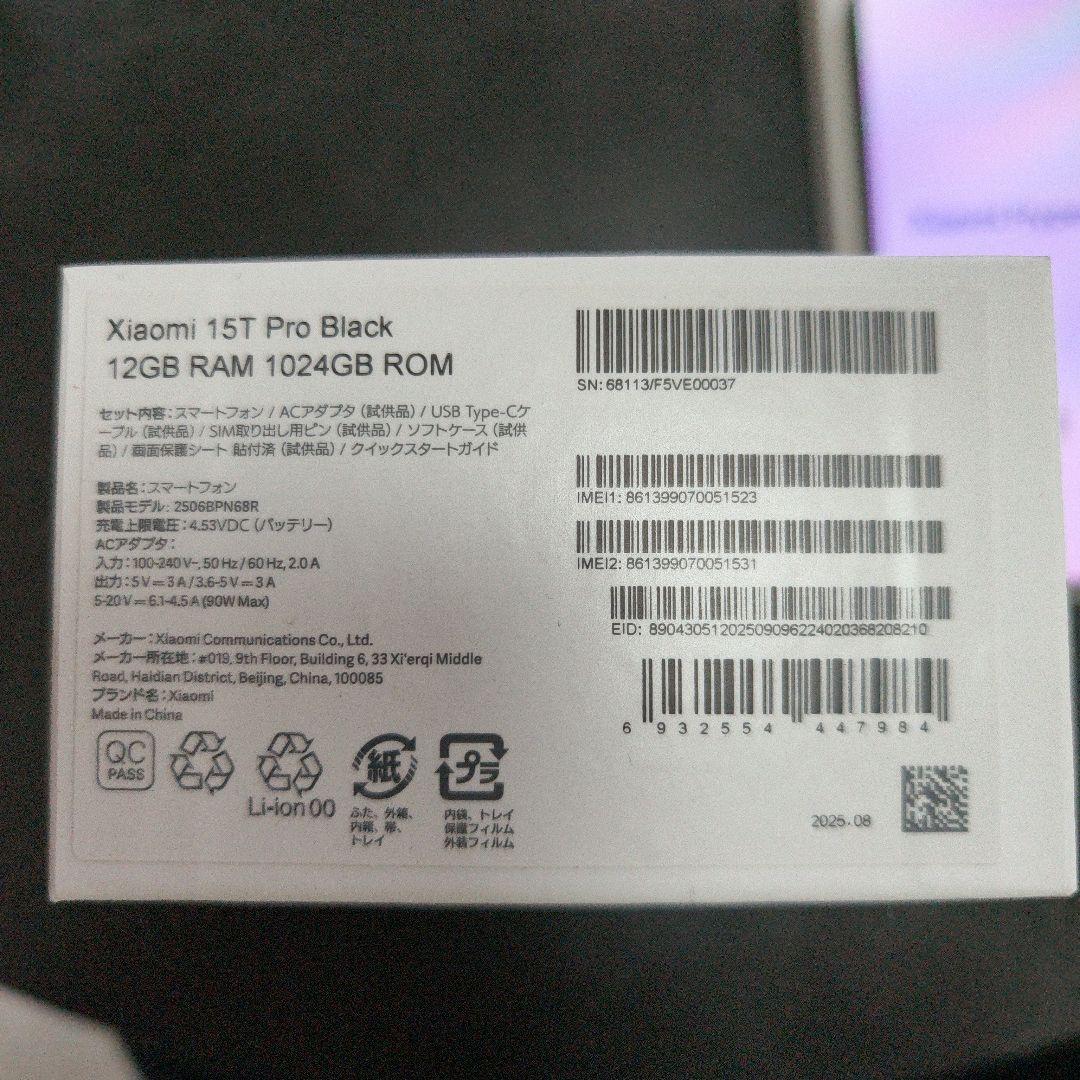 Xiaomi 15T Pro Black
12GB RAM 1024GB ROM
セット内容：スマートフォン / ACアダプタ（試供品）/ USB Type-Cケ
ーブル（試供品）/ SIM取り出し用ピン（試供品）/ ソフトケース（試供
品）/ 画面保護シート 貼付済（試供品）/ クイックスタートガイド
製品名：スマートフォン
製品モデル: 2506BPN68R
充電上限電圧：4.53VDC（バッテリー）
ACアダプタ：
入力：100-240V~, 50 Hz / 60 Hz, 2.0 A
出力：5 V⎓3 A / 3.6-5 V⎓3 A
5-20 V⎓6.1-4.5 A (90W Max)
メーカー：Xiaomi Communications Co., Ltd.
メーカー所在地：#019, 9th Floor, Building 6, 33 Xi'erqi Middle
Road, Haidian District, Beijing, China, 100085
ブランド名：Xiaomi
Made in China
QC
PASS
Li-ion 00
紙
ふた、外箱、
内箱、帯、
トレイ
プラ
内袋、トレイ
保護フィルム
外装フィルム
SN: 68113/F5VE00037
IMEI1: 861399070051523
IMEI2: 861399070051531
EID: 89043051202509096224020368208210
6 932554 447984
2025.08